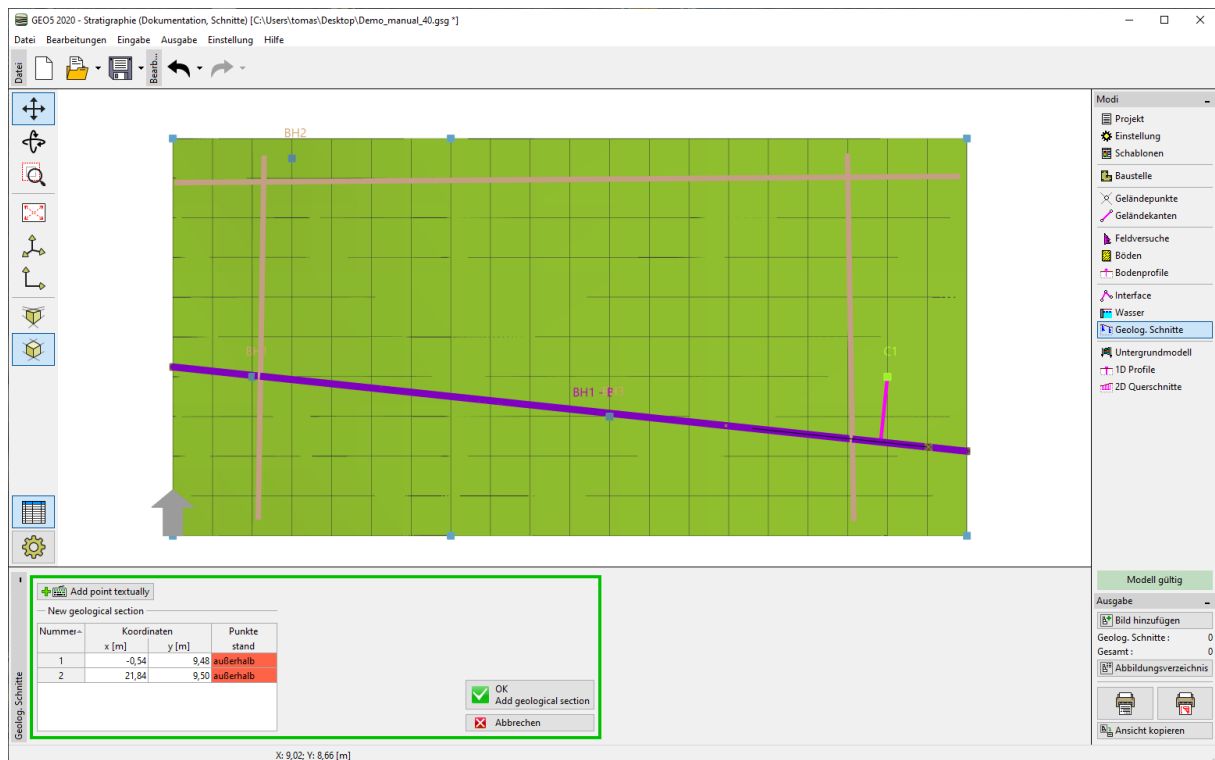 GEO5 2020 - Stratigraphie (Dokumentation, Schnitte) [C:\Users\tomas\Desktop\Demo_manual_40.gsg *]
Datei Bearbeitungen Eingabe Ausgabe Einstellung Hilfe
Datei
Bearb...
BH2
BH1 - B
C1
Modi
Projekt
Einstellung
Schablonen
Baustelle
Geländepunkte
Geländekanten
Feldversuche
Böden
Bodenprofile
Interface
Wasser
Geolog. Schnitte
Untergrundmodell
1D Profile
2D Querschnitte
Geolog. Schnitte
Add point textually
New geological section
Nummer Koordinaten Punkte
x [m] y [m] stand
1 -0,54 9,48 außerhalb
2 21,84 9,50 außerhalb
OK
Add geological section
Abbrechen
Modell gültig
Ausgabe
Bild hinzufügen
Geolog. Schnitte : 0
Gesamt : 0
Abbildungsverzeichnis
Ansicht kopieren
X: 9,02; Y: 8,66 [m]